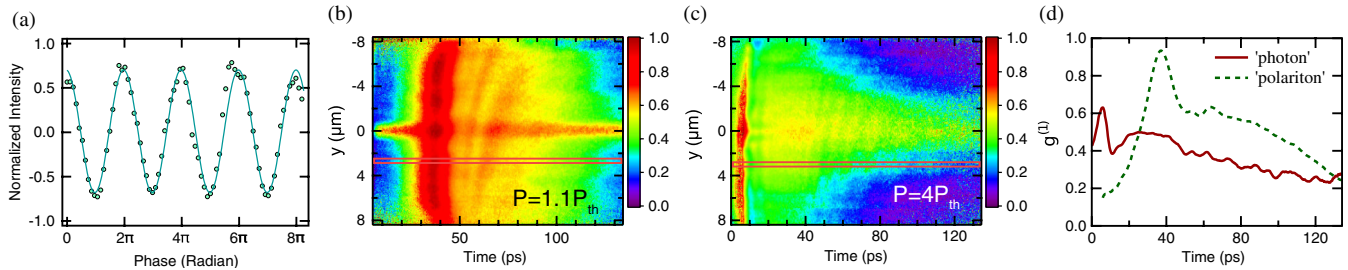 (a)
Normalized Intensity
1.0
0.5
0.0
-0.5
-1.0
0 2π 4π 6π 8π
Phase (Radian)
(b)
y (μm)
-8
-4
0
4
8
P=1.1Pth
50 100
Time (ps)
1.0
0.8
0.6
0.4
0.2
0.0
(c)
y (μm)
-8
-4
0
4
8
P=4Pth
0 40 80 120
Time (ps)
1.0
0.8
0.6
0.4
0.2
0.0
(d)
g(1)
1.0
0.8
0.6
0.4
0.2
0.0
'photon'
'polariton'
0 40 80 120
Time (ps)